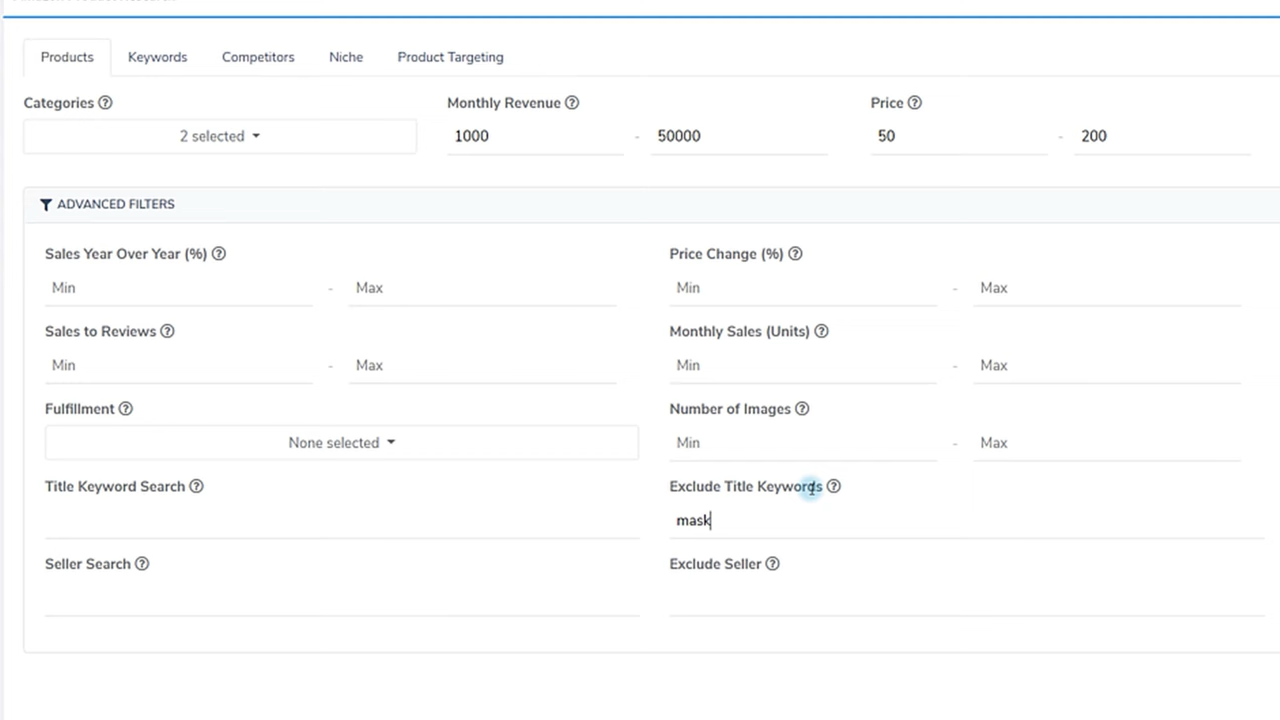 Products Keywords Competitors Niche Product Targeting
Categories Monthly Revenue Price
2 selected 1000 - 50000 50 - 200
ADVANCED FILTERS
Sales Year Over Year (%) Price Change (%)
Min - Max Min - Max
Sales to Reviews Monthly Sales (Units)
Min - Max Min - Max
Fulfillment Number of Images
None selected Min - Max
Title Keyword Search Exclude Title Keywords
mask
Seller Search Exclude Seller